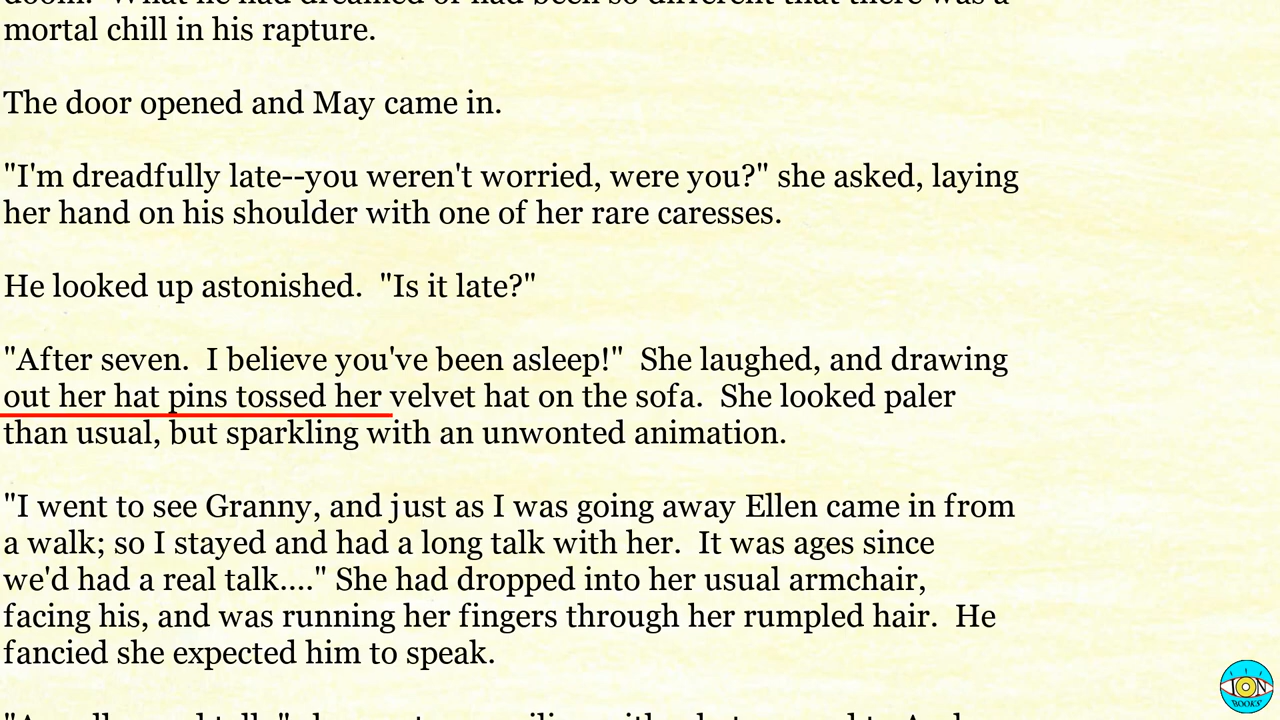 mortal chill in his rapture.
The door opened and May came in.
"I'm dreadfully late--you weren't worried, were you?" she asked, laying
her hand on his shoulder with one of her rare caresses.
He looked up astonished.  "Is it late?"
"After seven.  I believe you've been asleep!"  She laughed, and drawing
out her hat pins tossed her velvet hat on the sofa.  She looked paler
than usual, but sparkling with an unwonted animation.
"I went to see Granny, and just as I was going away Ellen came in from
a walk; so I stayed and had a long talk with her.  It was ages since
we'd had a real talk...." She had dropped into her usual armchair,
facing his, and was running her fingers through her rumpled hair.  He
fancied she expected him to speak.
ION
BOOKS